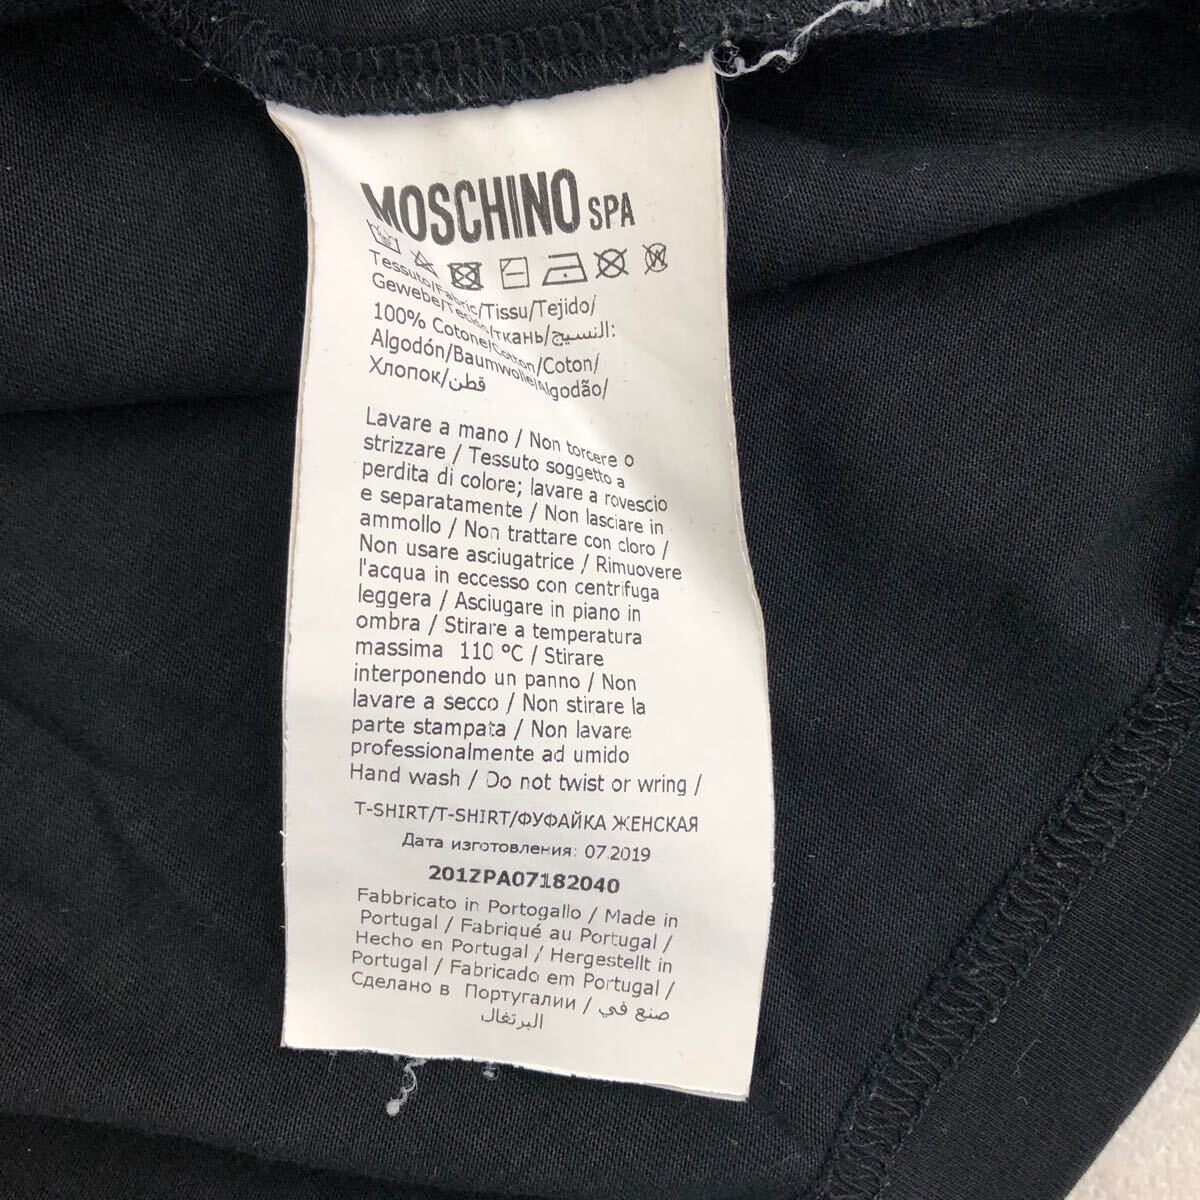 MOSCHINO SPA
Tessuto/Fabric/Tissu/Tejido/
Gewebe/Tecido/ткань/النسيج:
100% Cotone/Cotton/Coton/
Algodón/Baumwolle/Algodão/
Хлопок/قطن
Lavare a mano / Non torcere o
strizzare / Tessuto soggetto a
perdita di colore; lavare a rovescio
e separatamente / Non lasciare in
ammollo / Non trattare con cloro /
Non usare asciugatrice / Rimuovere
l'acqua in eccesso con centrifuga
leggera / Asciugare in piano in
ombra / Stirare a temperatura
massima 110 °C / Stirare
interponendo un panno / Non
lavare a secco / Non stirare la
parte stampata / Non lavare
professionalmente ad umido
Hand wash / Do not twist or wring /
T-SHIRT/T-SHIRT/ФУФАЙКА ЖЕНСКАЯ
Дата изготовления: 07.2019
201ZPA07182040
Fabbricato in Portogallo / Made in
Portugal / Fabriqué au Portugal /
Hecho en Portugal / Hergestellt in
Portugal / Fabricado em Portugal /
Сделано в Португалии / صنع في
البرتغال